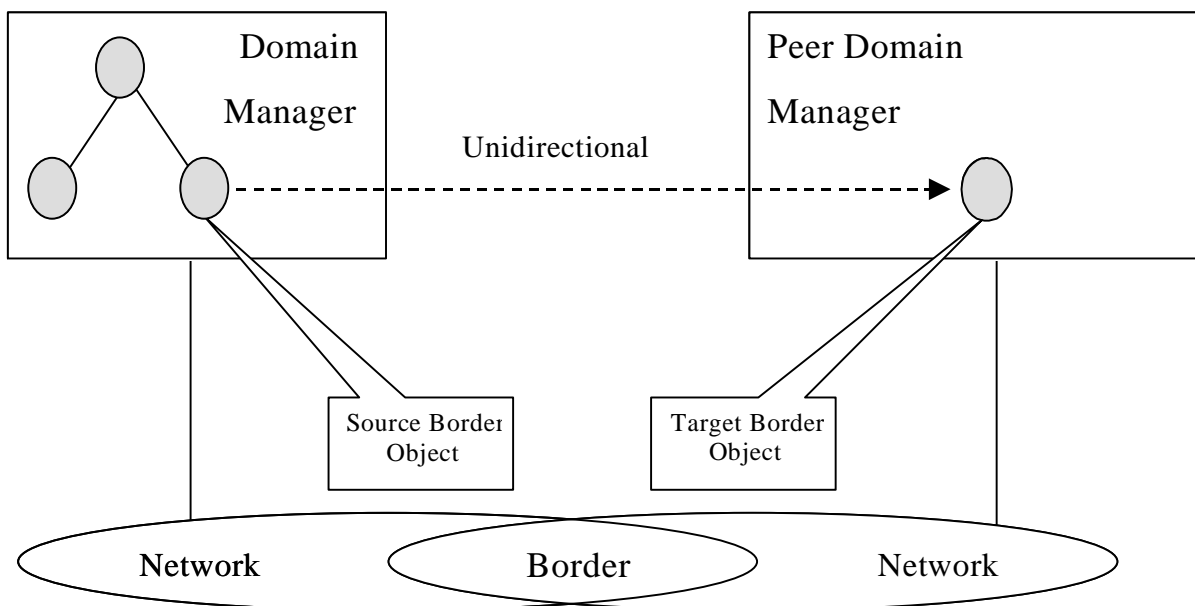 Domain
Manager
Peer Domain
Manager
Unidirectional
Source Border
Object
Target Border
Object
Network
Border
Network